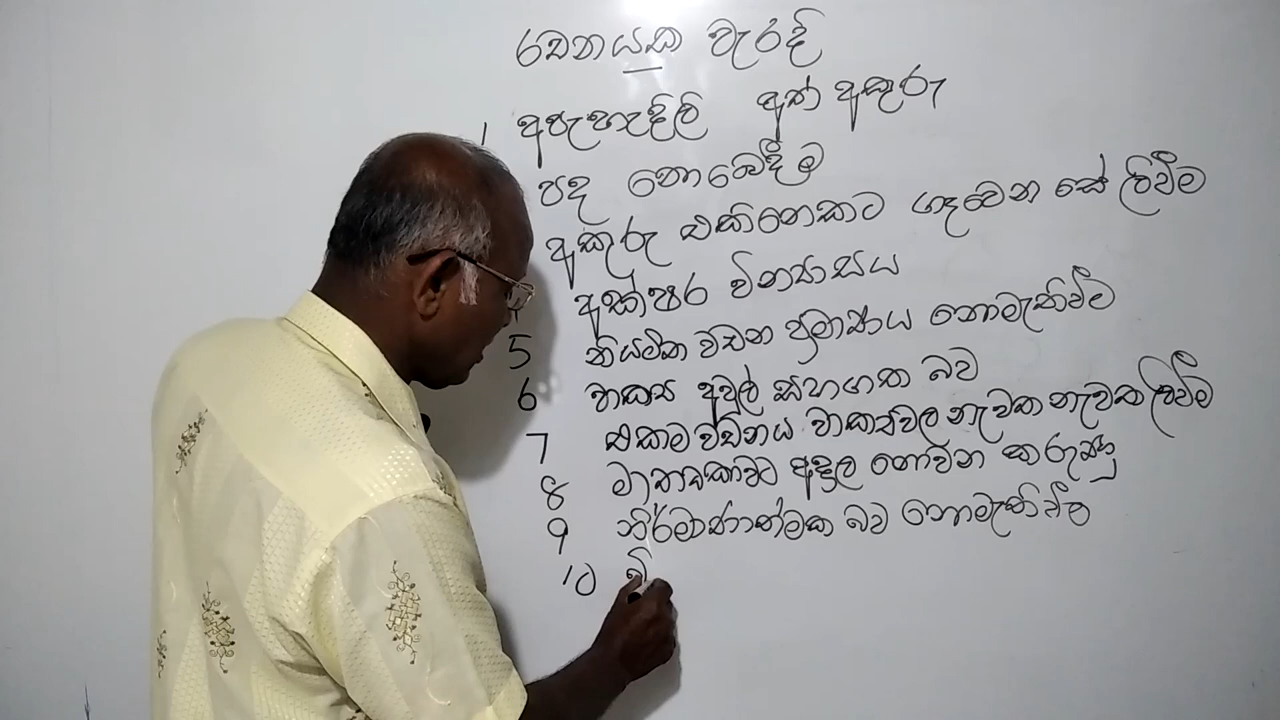 රචනයක වැරදි
1 අපැහැදිලි අත් අකුරු
පද නොබේදීම
අකුරු එකිනෙකට ගැවෙන සේ ලිවීම
අක්ෂර වින්‍යාසය
5 නියමිත වචන ප්‍රමාණය නොමැතිවීම
6 වාක්‍ය අවුල් සහගත බව
7 එකම වචනය වාක්‍යවල නැවත නැවත ලිවීම
8 මාතෘකාවට අදාල නොවන කරුණු
9 නිර්මාණාත්මක බව නොමැතිවීම
10 වි